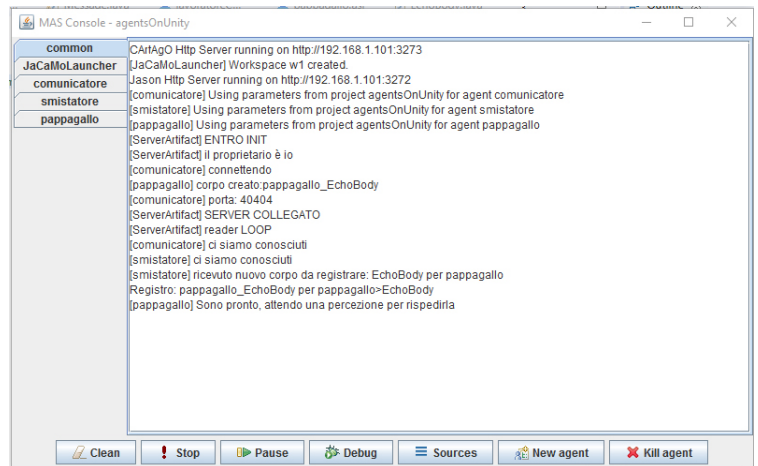 MAS Console - agentsOnUnity
common
JaCaMoLauncher
comunicatore
smistatore
pappagallo
CArtAgO Http Server running on http://192.168.1.101:3273
[JaCaMoLauncher] Workspace w1 created.
Jason Http Server running on http://192.168.1.101:3272
[comunicatore] Using parameters from project agentsOnUnity for agent comunicatore
[smistatore] Using parameters from project agentsOnUnity for agent smistatore
[pappagallo] Using parameters from project agentsOnUnity for agent pappagallo
[ServerArtifact] ENTRO INIT
[ServerArtifact] il proprietario è io
[comunicatore] connettendo
[pappagallo] corpo creato:pappagallo_EchoBody
[comunicatore] porta: 40404
[ServerArtifact] SERVER COLLEGATO
[ServerArtifact] reader LOOP
[comunicatore] ci siamo conosciuti
[smistatore] ci siamo conosciuti
[smistatore] ricevuto nuovo corpo da registrare: EchoBody per pappagallo
Registro: pappagallo_EchoBody per pappagallo>EchoBody
[pappagallo] Sono pronto, attendo una percezione per rispedirla
Clean Stop Pause Debug Sources New agent Kill agent